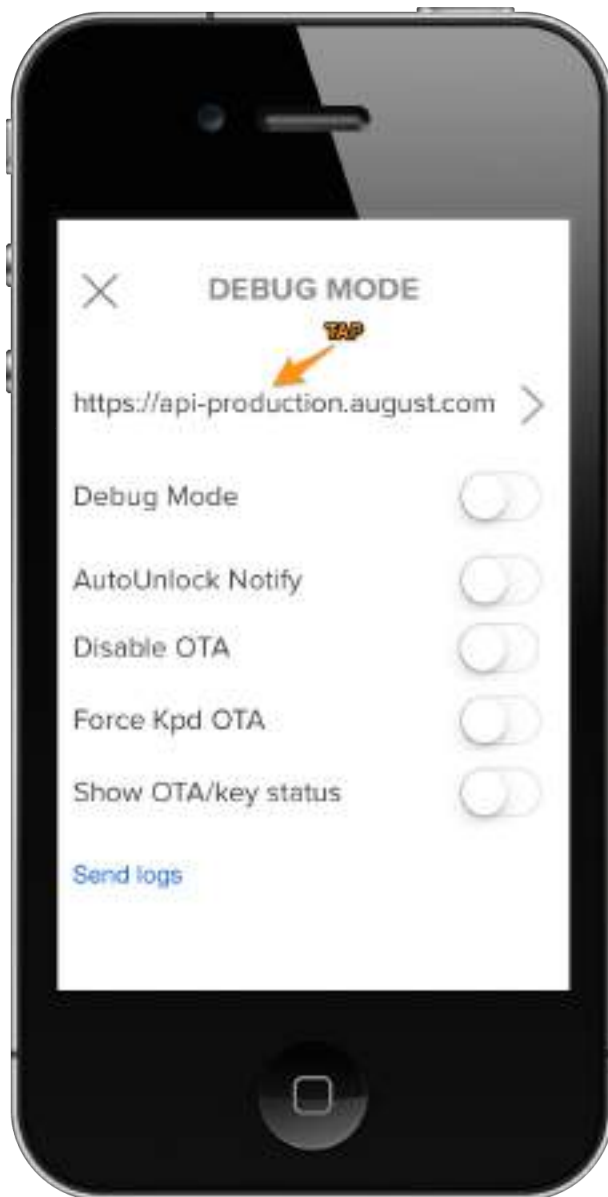 DEBUG MODE
TAP
https://api-production.august.com
Debug Mode
AutoUnlock Notify
Disable OTA
Force Kpd OTA
Show OTA/key status
Send logs